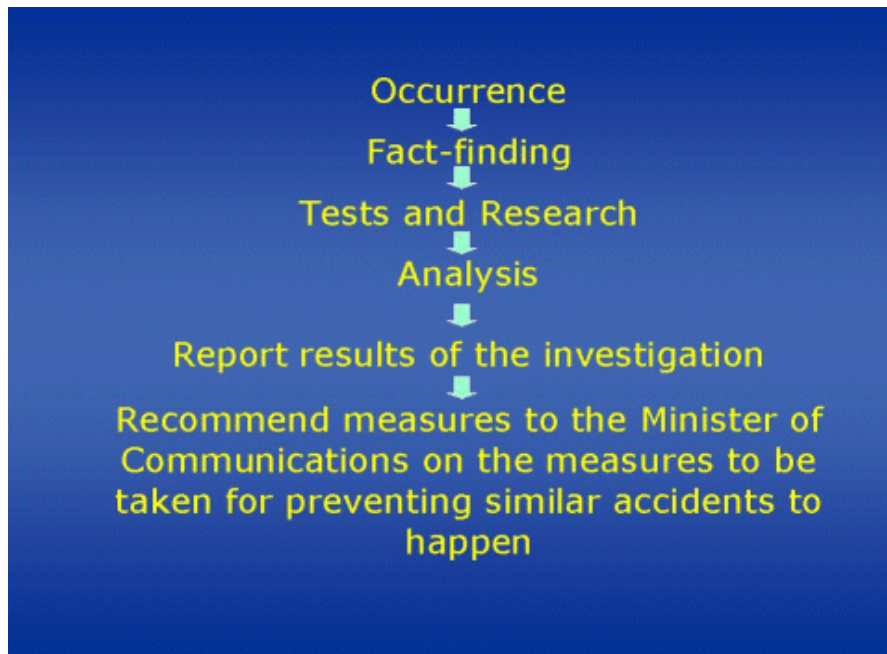 Occurrence
Fact-finding
Tests and Research
Analysis
Report results of the investigation
Recommend measures to the Minister of
Communications on the measures to be
taken for preventing similar accidents to
happen